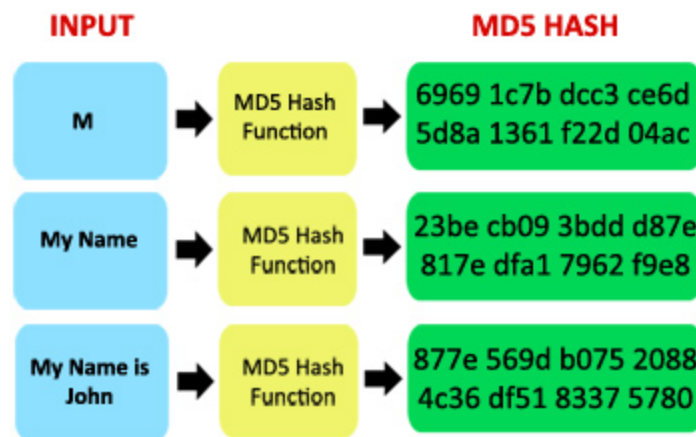 INPUT
MD5 HASH
M
MD5 Hash
Function
6969 1c7b dcc3 ce6d
5d8a 1361 f22d 04ac
My Name
MD5 Hash
Function
23be cb09 3bdd d87e
817e dfa1 7962 f9e8
My Name is
John
MD5 Hash
Function
877e 569d b075 2088
4c36 df51 8337 5780